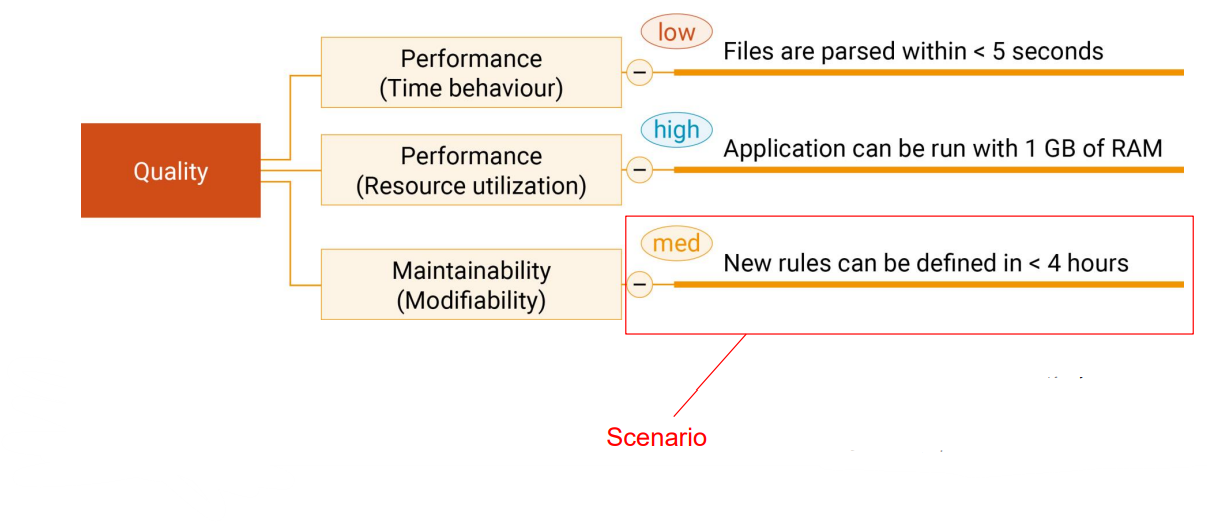 low
Performance
(Time behaviour)
Files are parsed within < 5 seconds
high
Performance
(Resource utilization)
Application can be run with 1 GB of RAM
Quality
med
Maintainability
(Modifiability)
New rules can be defined in < 4 hours
Scenario